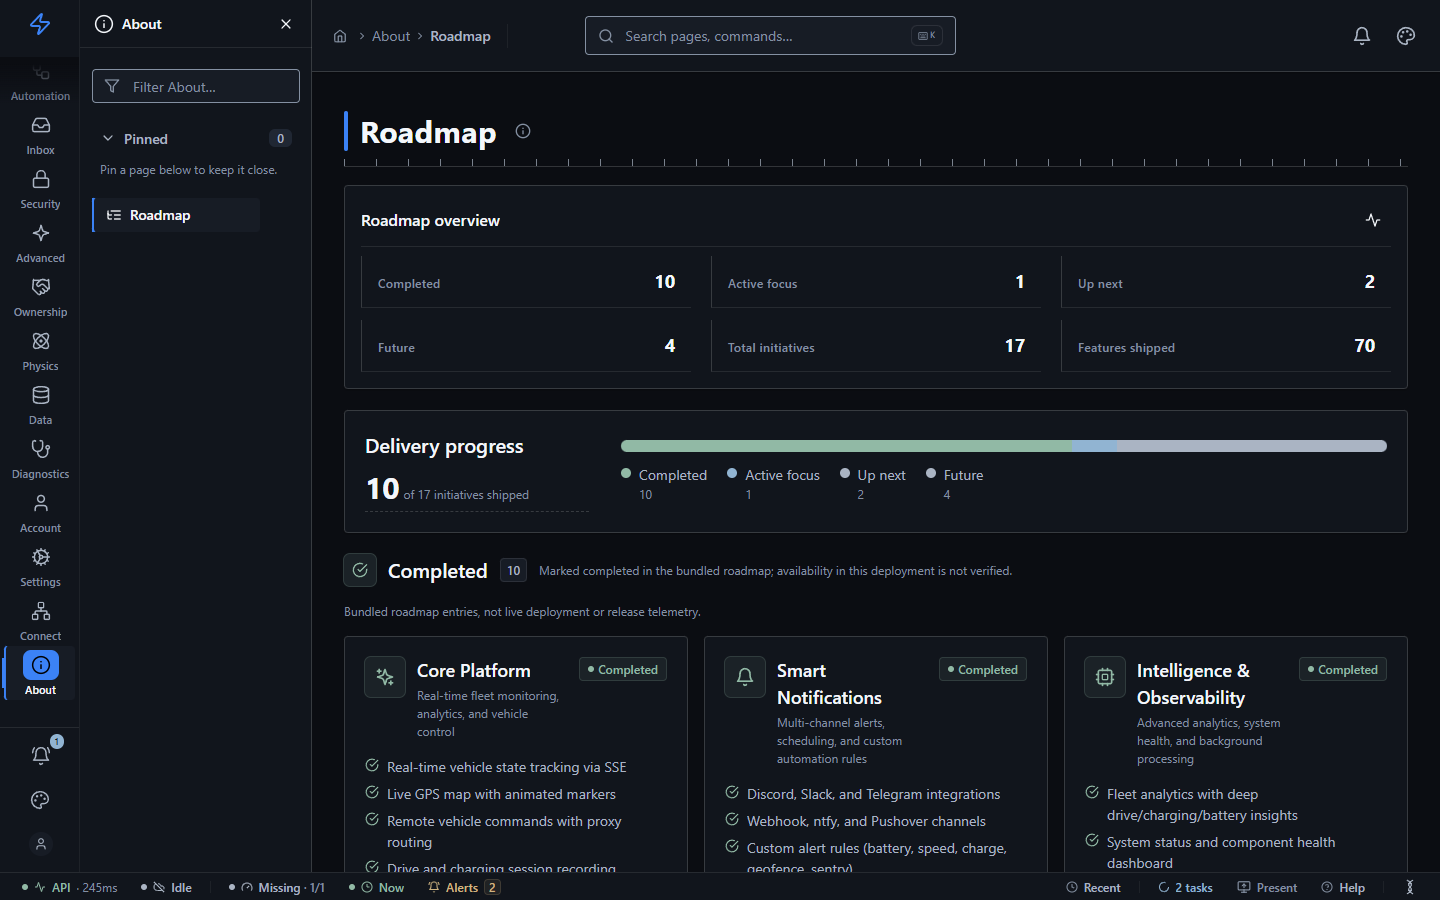 About
About
Roadmap
Search pages, commands...
K
Automation
Inbox
Security
Advanced
Ownership
Physics
Data
Diagnostics
Account
Settings
Connect
About
1
Filter About...
Pinned
0
Pin a page below to keep it close.
Roadmap
Roadmap
Roadmap overview
Completed
10
Active focus
1
Up next
2
Future
4
Total initiatives
17
Features shipped
70
Delivery progress
10 of 17 initiatives shipped
Completed
10
Active focus
1
Up next
2
Future
4
Completed
10
Marked completed in the bundled roadmap; availability in this deployment is not verified.
Bundled roadmap entries, not live deployment or release telemetry.
Core Platform
Completed
Real-time fleet monitoring,
analytics, and vehicle
control
Real-time vehicle state tracking via SSE
Live GPS map with animated markers
Remote vehicle commands with proxy
routing
Drive and charging session recording
Smart
Notifications
Completed
Multi-channel alerts,
scheduling, and custom
automation rules
Discord, Slack, and Telegram integrations
Webhook, ntfy, and Pushover channels
Custom alert rules (battery, speed, charge,
geofence, sentry)
Intelligence &
Observability
Completed
Advanced analytics, system
health, and background
processing
Fleet analytics with deep
drive/charging/battery insights
System status and component health
dashboard
API · 245ms
Idle
Missing · 1/1
Now
Alerts 2
Recent
2 tasks
Present
Help